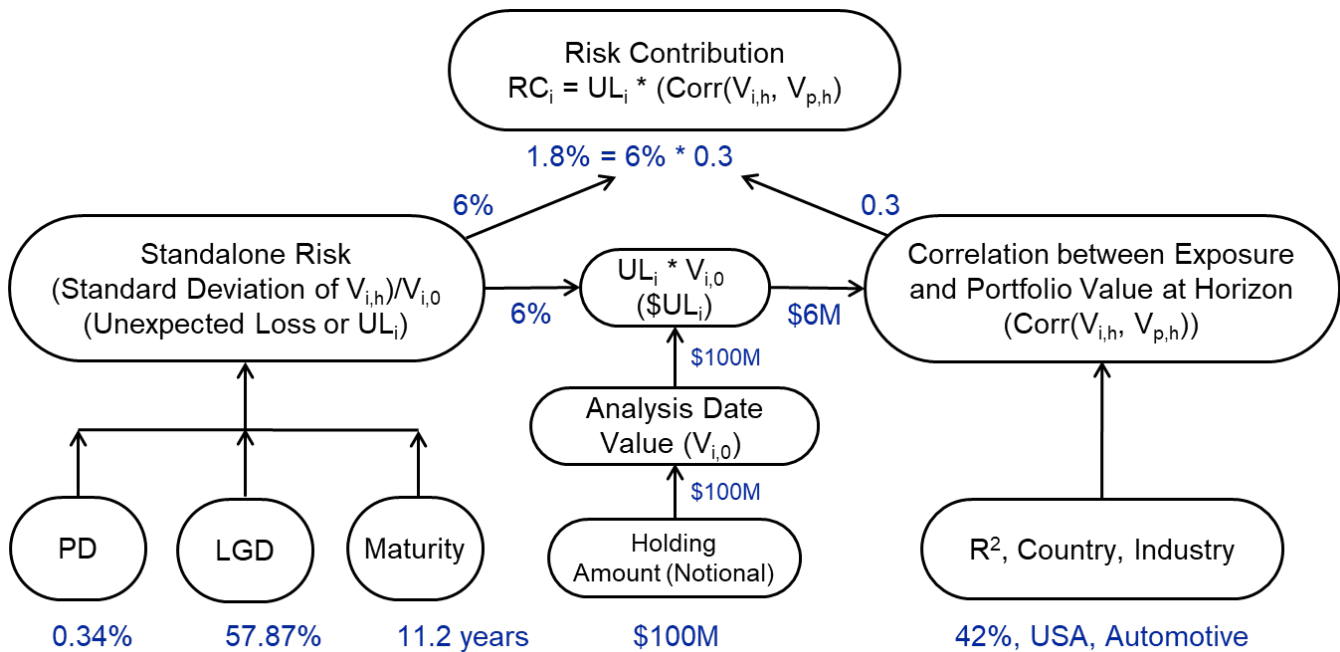 Risk Contribution
RCᵢ = ULᵢ * (Corr(Vᵢ,ₕ, Vₚ,ₕ)
1.8% = 6% * 0.3
6%
0.3
Standalone Risk
(Standard Deviation of Vᵢ,ₕ)/Vᵢ,₀
(Unexpected Loss or ULᵢ)
6%
ULᵢ * Vᵢ,₀
($ULᵢ)
$6M
Correlation between Exposure
and Portfolio Value at Horizon
(Corr(Vᵢ,ₕ, Vₚ,ₕ))
$100M
Analysis Date
Value (Vᵢ,₀)
$100M
PD
LGD
Maturity
Holding
Amount (Notional)
R², Country, Industry
0.34%
57.87%
11.2 years
$100M
42%, USA, Automotive